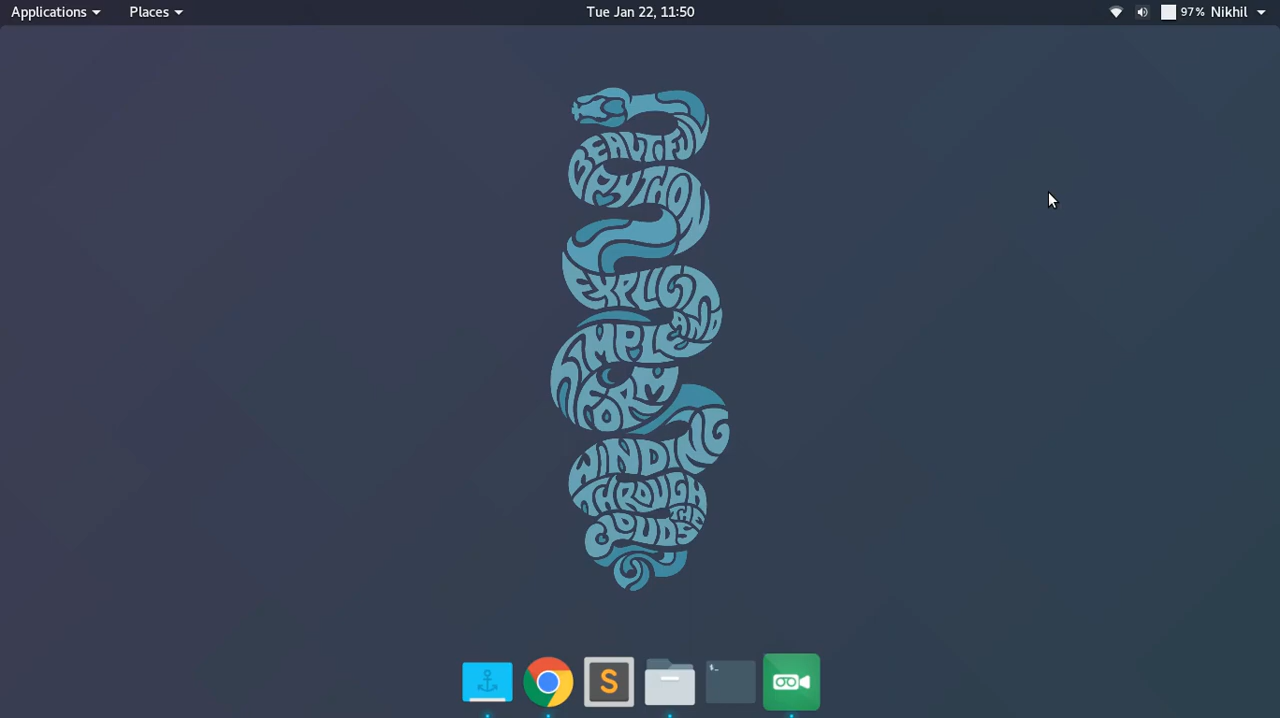 Applications Places Tue Jan 22, 11:50 97% Nikhil
BEAUTIFUL
PYTHON
EXPLICIT
AND
SIMPLE
FORM
WINDING
THROUGH
THE
CLOUDS
S
$_